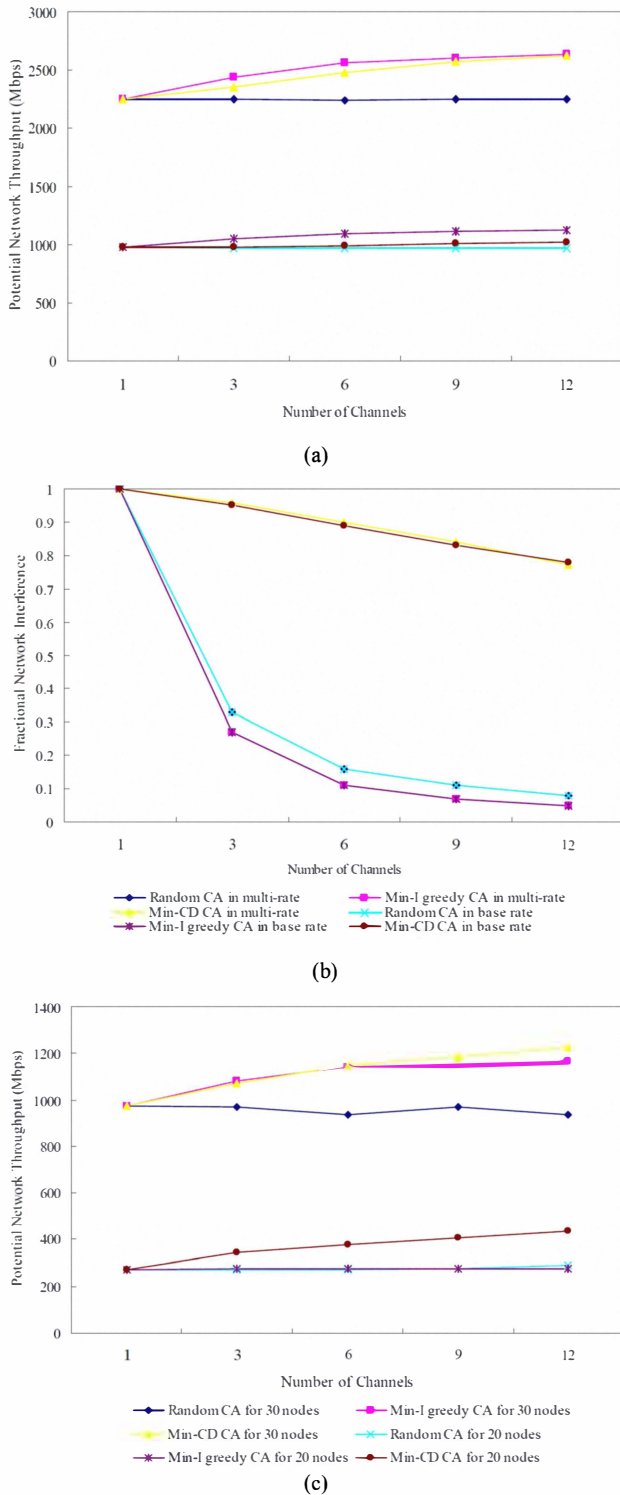 3000
2500
2000
1500
1000
500
0
Potential Network Throughput (Mbps)
1 3 6 9 12
Number of Channels
(a)
1
0.9
0.8
0.7
0.6
0.5
0.4
0.3
0.2
0.1
0
Fractional Network Interference
1 3 6 9 12
Number of Channels
Random CA in multi-rate Min-I greedy CA in multi-rate
Min-CD CA in multi-rate Random CA in base rate
Min-I greedy CA in base rate Min-CD CA in base rate
(b)
1400
1200
1000
800
600
400
200
0
Potential Network Throughput (Mbps)
1 3 6 9 12
Number of Channels
Random CA for 30 nodes Min-I greedy CA for 30 nodes
Min-CD CA for 30 nodes Random CA for 20 nodes
Min-I greedy CA for 20 nodes Min-CD CA for 20 nodes
(c)